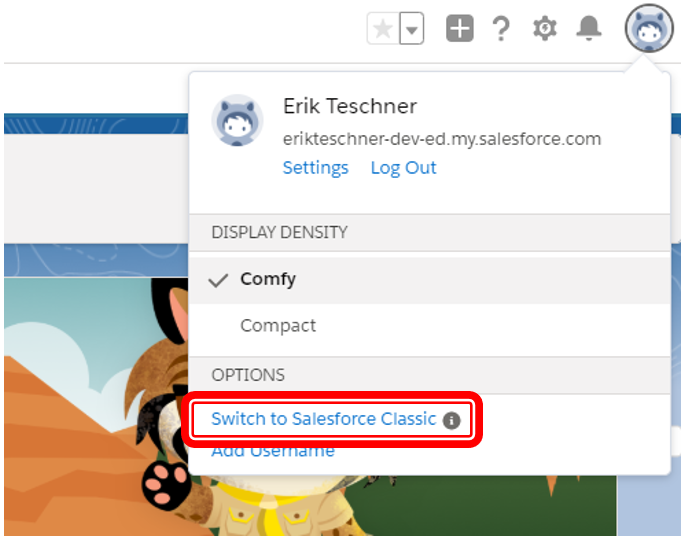 Erik Teschner
erikteschner-dev-ed.my.salesforce.com
Settings Log Out
DISPLAY DENSITY
Comfy
Compact
OPTIONS
Switch to Salesforce Classic
Add Username